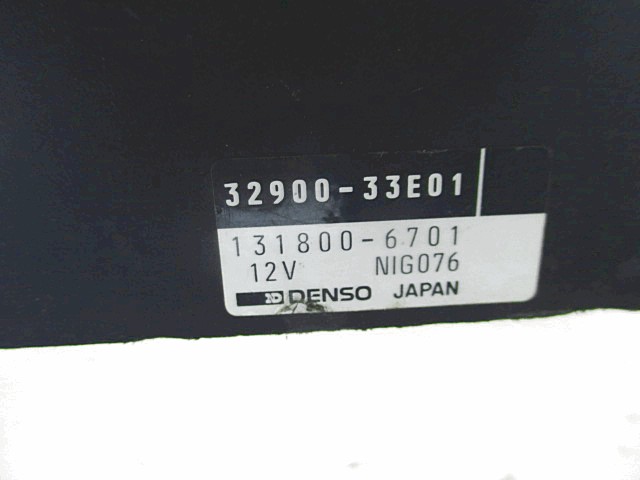 32900-33E01
131800-6701
12V NIG076
DENSO JAPAN